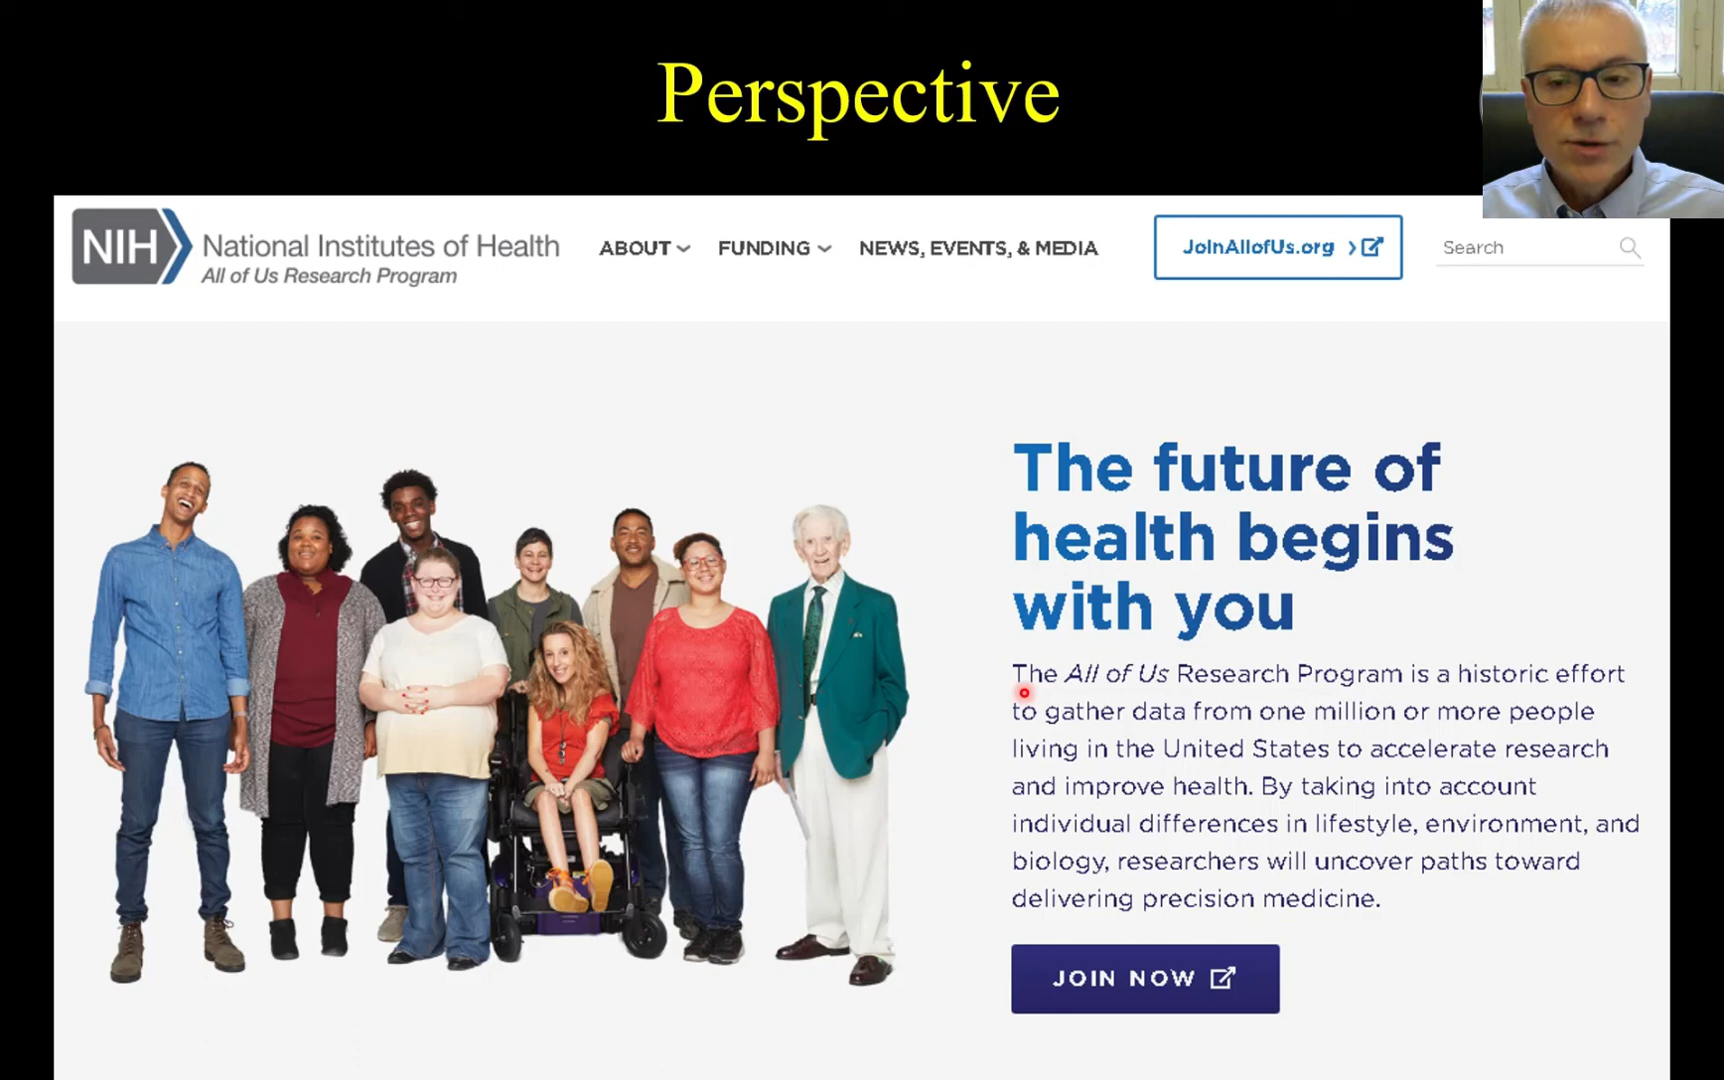 Perspective
NIH National Institutes of Health
All of Us Research Program
ABOUT
FUNDING
NEWS, EVENTS, & MEDIA
JoinAllofUs.org
Search
The future of
health begins
with you
The All of Us Research Program is a historic effort
to gather data from one million or more people
living in the United States to accelerate research
and improve health. By taking into account
individual differences in lifestyle, environment, and
biology, researchers will uncover paths toward
delivering precision medicine.
JOIN NOW